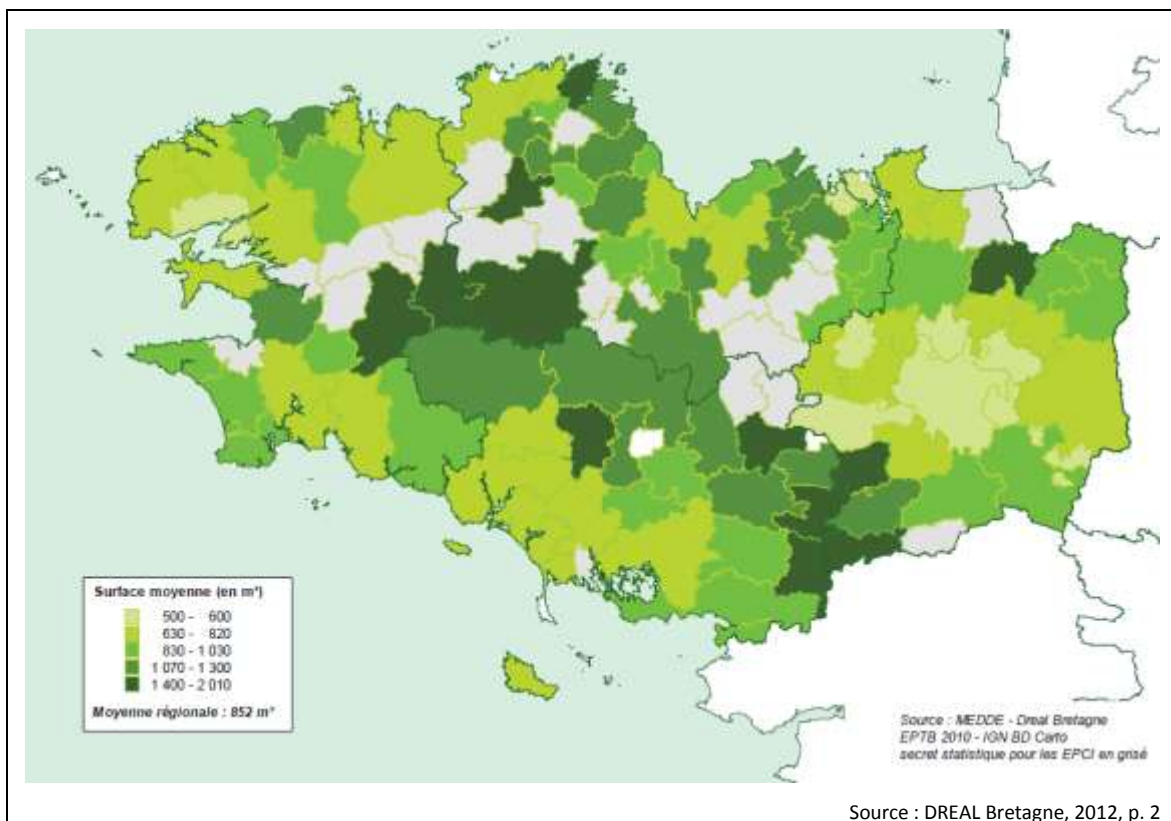 Surface moyenne (en m²)
500 - 600
630 - 820
830 - 1 030
1 070 - 1 300
1 400 - 2 010
Moyenne régionale : 852 m²
Source : MEDDE - Dreal Bretagne
EPTB 2010 - IGN BD Carto
secret statistique pour les EPCI en grisé
Source : DREAL Bretagne, 2012, p. 2